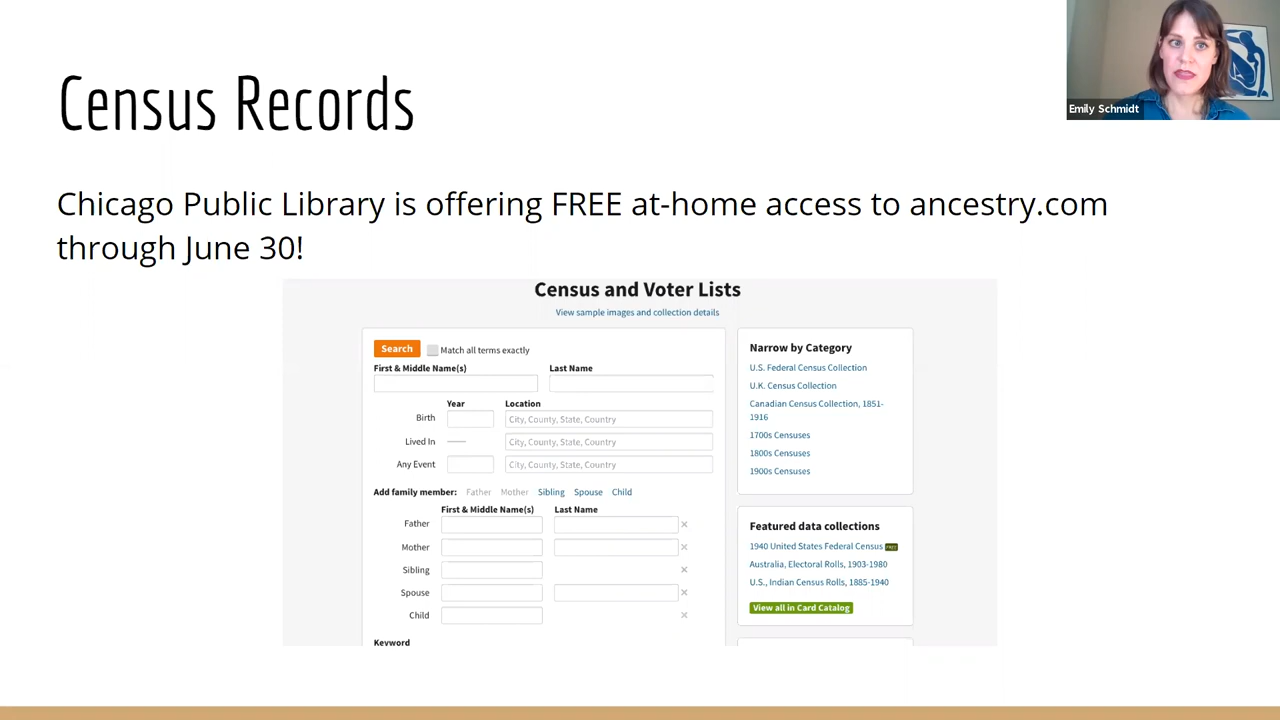 Census Records
Emily Schmidt
Chicago Public Library is offering FREE at-home access to ancestry.com
through June 30!
Census and Voter Lists
View sample images and collection details
Search
Match all terms exactly
First & Middle Name(s) Last Name
Year Location
Birth City, County, State, Country
Lived In City, County, State, Country
Any Event City, County, State, Country
Add family member: Father Mother Sibling Spouse Child
First & Middle Name(s) Last Name
Father
Mother
Sibling
Spouse
Child
Keyword
Narrow by Category
U.S. Federal Census Collection
U.K. Census Collection
Canadian Census Collection, 1851-
1916
1700s Censuses
1800s Censuses
1900s Censuses
Featured data collections
1940 United States Federal Census FREE
Australia, Electoral Rolls, 1903-1980
U.S., Indian Census Rolls, 1885-1940
View all in Card Catalog